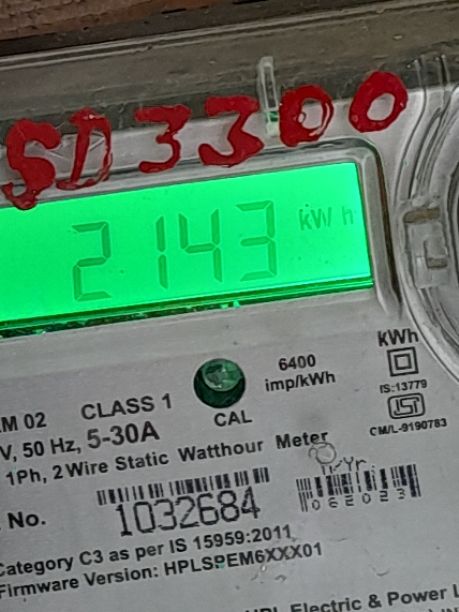 SD3300
2143 kWh
6400
imp/kWh
kWh
IS:13779
CM/L-9190783
M 02 CLASS 1
CAL
V, 50 Hz, 5-30A
1Ph, 2 Wire Static Watthour Meter
No. 1032684
062023
Category C3 as per IS 15959:2011
Firmware Version: HPLSPEM6XXX01
Electric & Power